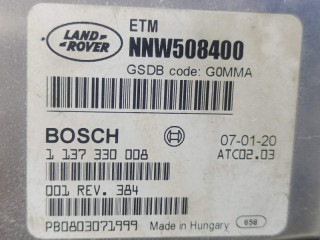 LAND
ROVER
ETM
NNW508400
GSDB code: G0MMA
BOSCH
07-01-20
1 137 330 008
ATC02.03
001 REV. 384
PB0803071999
Made in Hungary
658